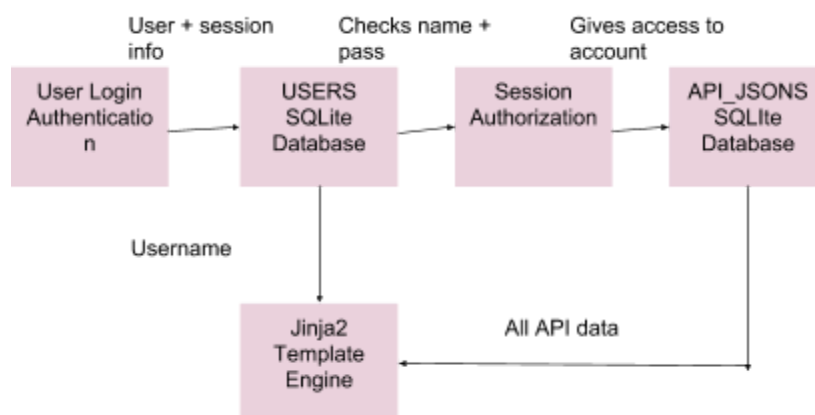 User + session
info
Checks name +
pass
Gives access to
account
User Login
Authenticatio
n
USERS
SQLite
Database
Session
Authorization
API_JSONS
SQLIte
Database
Username
Jinja2
Template
Engine
All API data